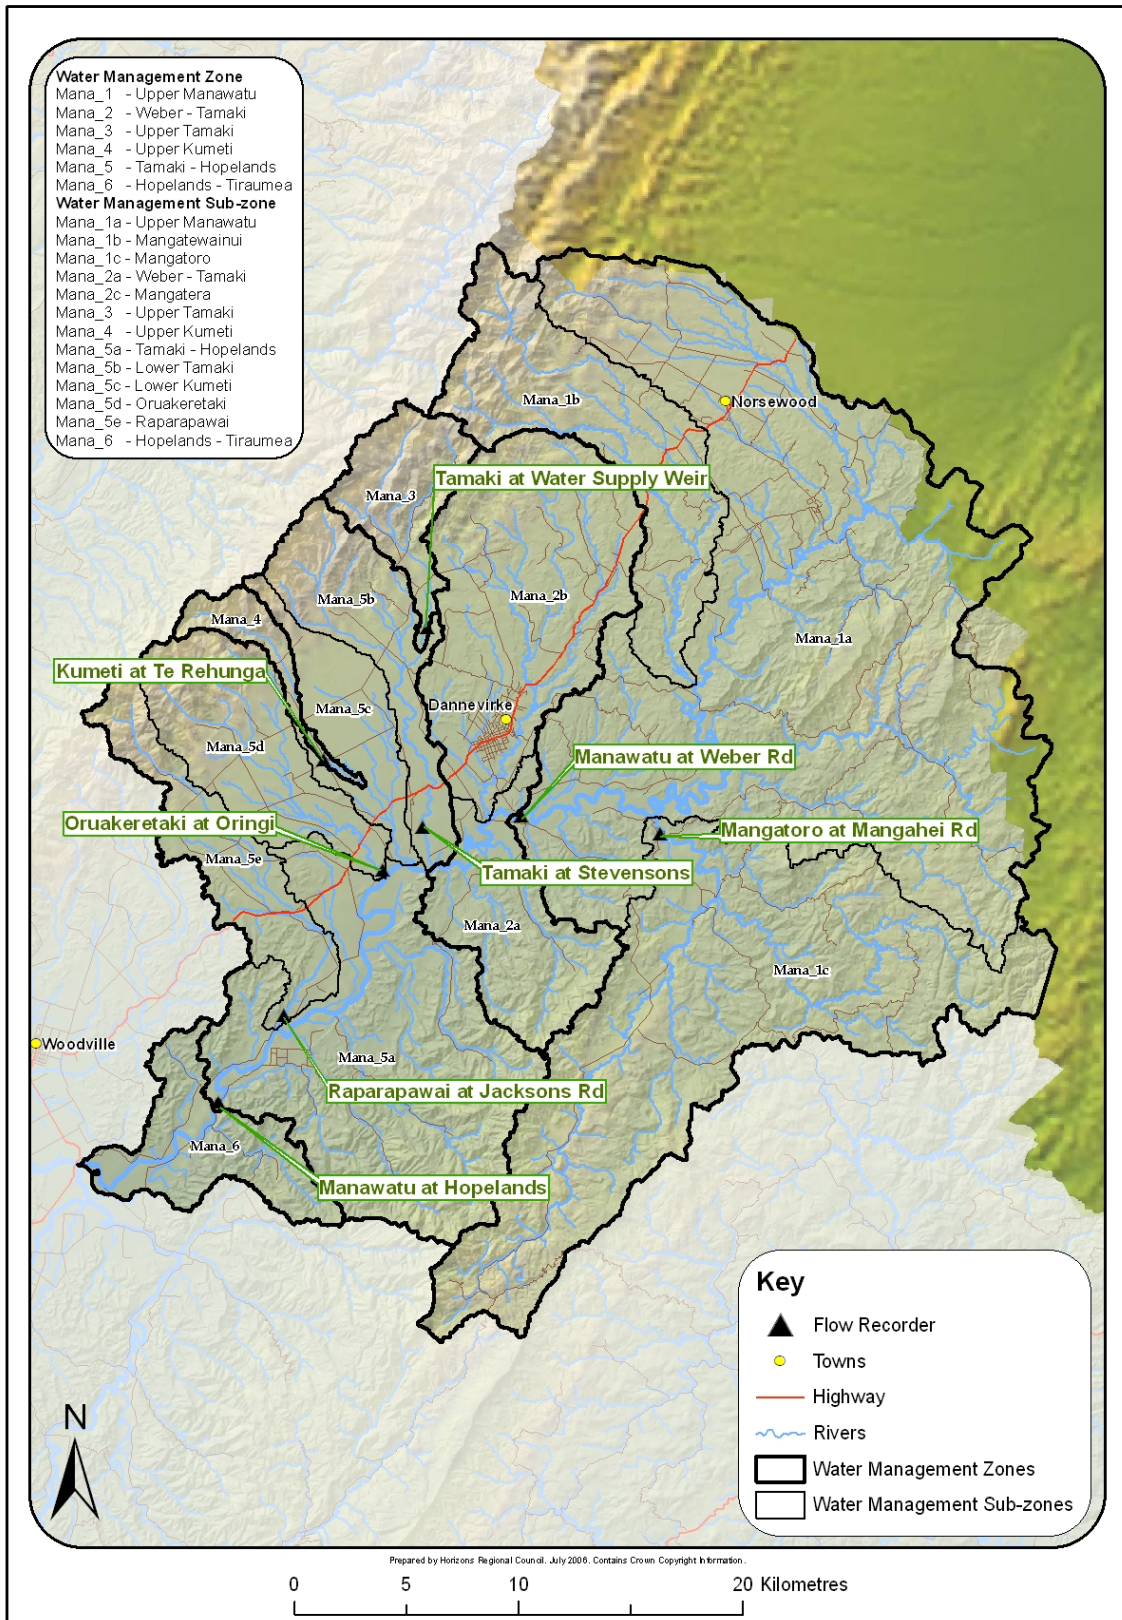 Water Management Zone
Mana_1 - Upper Manawatu
Mana_2 - Weber - Tamaki
Mana_3 - Upper Tamaki
Mana_4 - Upper Kumeti
Mana_5 - Tamaki - Hopelands
Mana_6 - Hopelands - Tiraumea
Water Management Sub-zone
Mana_1a - Upper Manawatu
Mana_1b - Mangatewainui
Mana_1c - Mangatoro
Mana_2a - Weber - Tamaki
Mana_2c - Mangatera
Mana_3 - Upper Tamaki
Mana_4 - Upper Kumeti
Mana_5a - Tamaki - Hopelands
Mana_5b - Lower Tamaki
Mana_5c - Lower Kumeti
Mana_5d - Oruakeretaki
Mana_5e - Raparapawai
Mana_6 - Hopelands - Tiraumea
Mana_1b
Norsewood
Tamaki at Water Supply Weir
Mana_3
Mana_5b
Mana_2b
Mana_4
Mana_1a
Kumeti at Te Rehunga
Mana_5c
Dannevirke
Mana_5d
Manawatu at Weber Rd
Oruakeretaki at Oringi
Mangatoro at Mangahei Rd
Mana_5e
Tamaki at Stevensons
Mana_2a
Mana_1c
Woodville
Mana_5a
Raparapawai at Jacksons Rd
Mana_6
Manawatu at Hopelands
Key
Flow Recorder
Towns
Highway
Rivers
Water Management Zones
Water Management Sub-zones
N
Prepared by Horizons Regional Council. July 2006. Contains Crown Copyright Information.
0 5 10 20 Kilometres